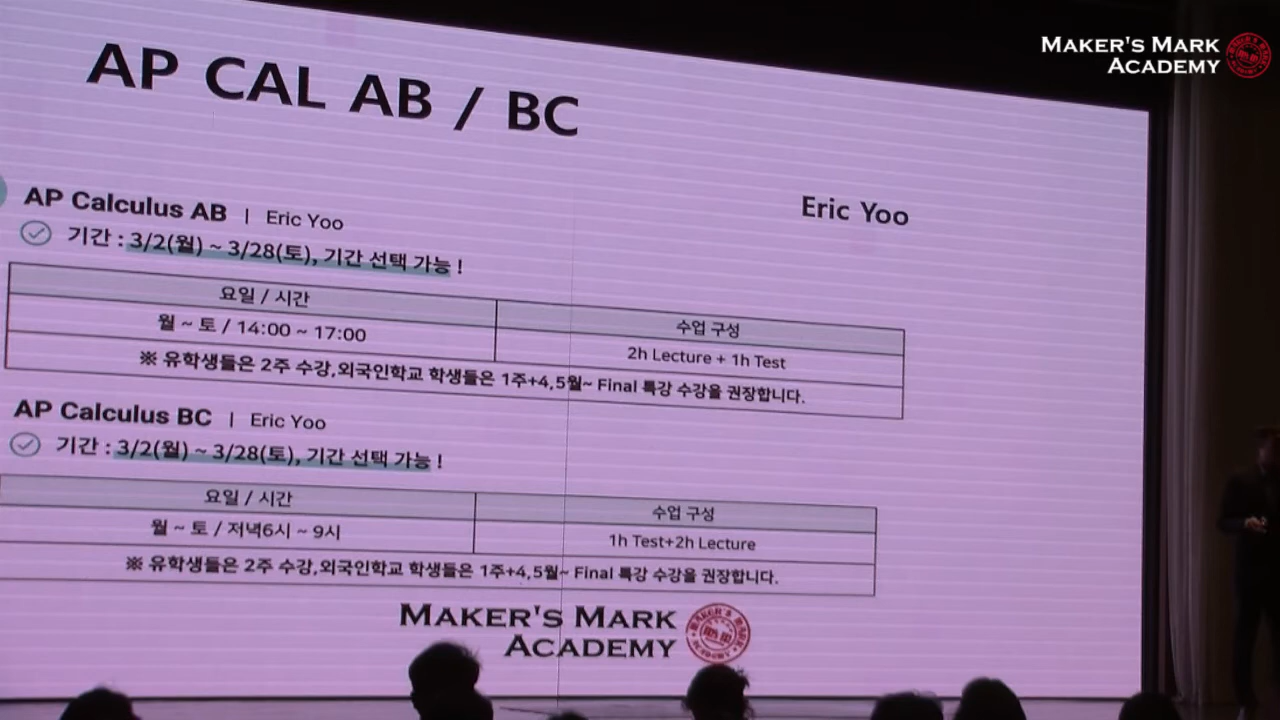 MAKER'S MARK
ACADEMY
AP CAL AB / BC
Eric Yoo
AP Calculus AB | Eric Yoo
기간 : 3/2(월) ~ 3/28(토), 기간 선택 가능 !
요일 / 시간
수업 구성
월 ~ 토 / 14:00 ~ 17:00
2h Lecture + 1h Test
※ 유학생들은 2주 수강,외국인학교 학생들은 1주+4,5월~ Final 특강 수강을 권장합니다.
AP Calculus BC | Eric Yoo
기간 : 3/2(월) ~ 3/28(토), 기간 선택 가능 !
요일 / 시간
수업 구성
월 ~ 토 / 저녁6시 ~ 9시
1h Test+2h Lecture
※ 유학생들은 2주 수강,외국인학교 학생들은 1주+4,5월~ Final 특강 수강을 권장합니다.
MAKER'S MARK
ACADEMY